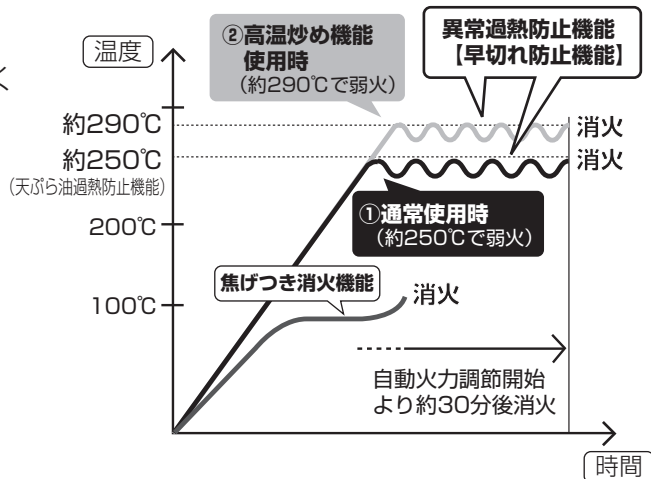 温度
②高温炒め機能
使用時
(約290℃で弱火)
異常過熱防止機能
【早切れ防止機能】
約290℃
消火
約250℃
消火
(天ぷら油過熱防止機能)
①通常使用時
(約250℃で弱火)
200℃
焦げつき消火機能
100℃
消火
自動火力調節開始
より約30分後消火
時間